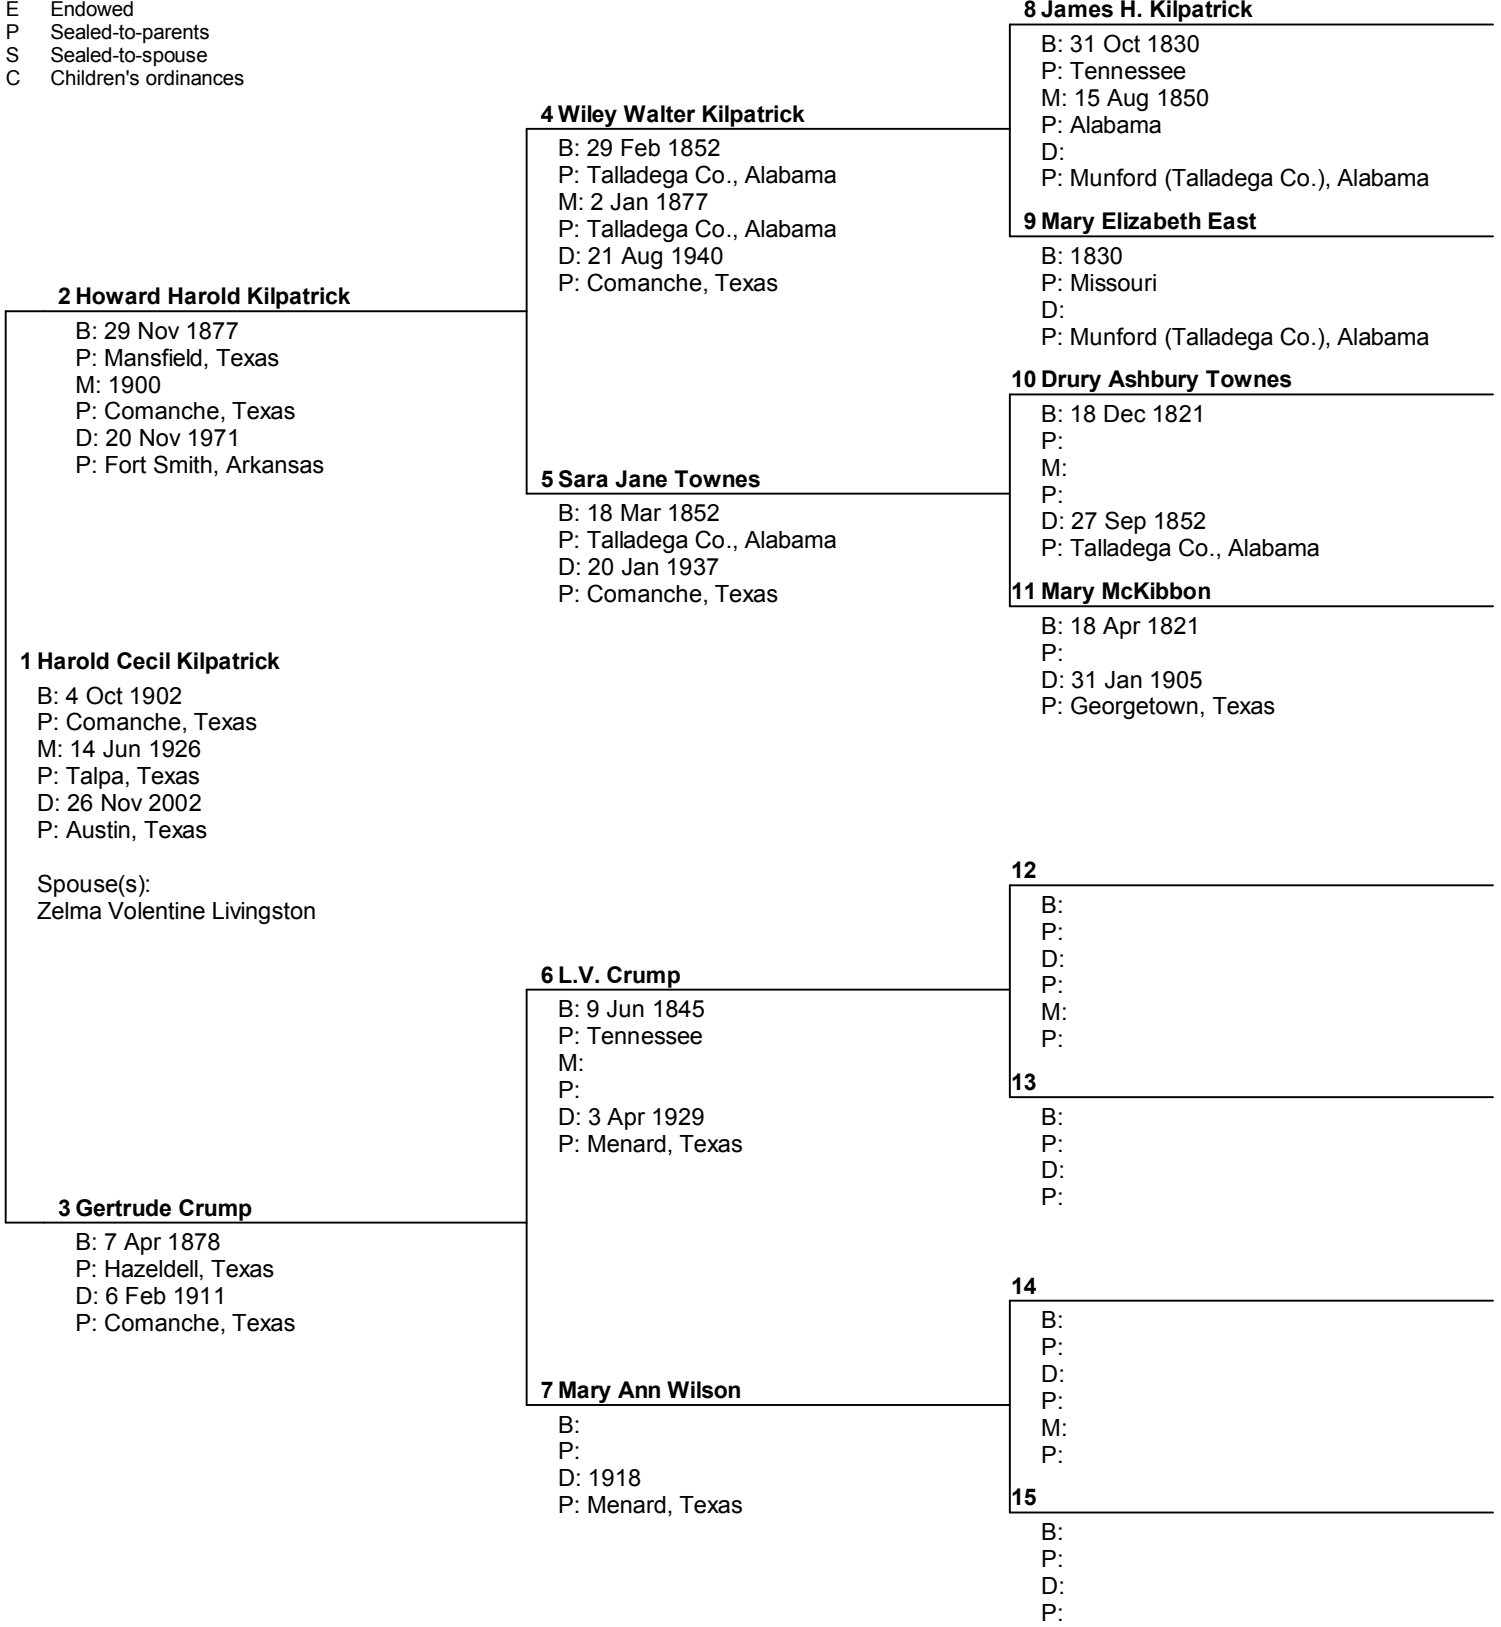 E Endowed
P Sealed-to-parents
S Sealed-to-spouse
C Children's ordinances
8 James H. Kilpatrick
B: 31 Oct 1830
P: Tennessee
M: 15 Aug 1850
P: Alabama
D:
P: Munford (Talladega Co.), Alabama
4 Wiley Walter Kilpatrick
B: 29 Feb 1852
P: Talladega Co., Alabama
M: 2 Jan 1877
P: Talladega Co., Alabama
D: 21 Aug 1940
P: Comanche, Texas
9 Mary Elizabeth East
B: 1830
P: Missouri
D:
P: Munford (Talladega Co.), Alabama
2 Howard Harold Kilpatrick
B: 29 Nov 1877
P: Mansfield, Texas
M: 1900
P: Comanche, Texas
D: 20 Nov 1971
P: Fort Smith, Arkansas
10 Drury Ashbury Townes
B: 18 Dec 1821
P:
M:
P:
D: 27 Sep 1852
P: Talladega Co., Alabama
5 Sara Jane Townes
B: 18 Mar 1852
P: Talladega Co., Alabama
D: 20 Jan 1937
P: Comanche, Texas
11 Mary McKibbon
B: 18 Apr 1821
P:
D: 31 Jan 1905
P: Georgetown, Texas
1 Harold Cecil Kilpatrick
B: 4 Oct 1902
P: Comanche, Texas
M: 14 Jun 1926
P: Talpa, Texas
D: 26 Nov 2002
P: Austin, Texas
Spouse(s):
Zelma Volentine Livingston
12
B:
P:
D:
P:
M:
P:
6 L.V. Crump
B: 9 Jun 1845
P: Tennessee
M:
P:
D: 3 Apr 1929
P: Menard, Texas
13
B:
P:
D:
P:
3 Gertrude Crump
B: 7 Apr 1878
P: Hazeldell, Texas
D: 6 Feb 1911
P: Comanche, Texas
14
B:
P:
D:
P:
M:
P:
7 Mary Ann Wilson
B:
P:
D: 1918
P: Menard, Texas
15
B:
P:
D:
P: